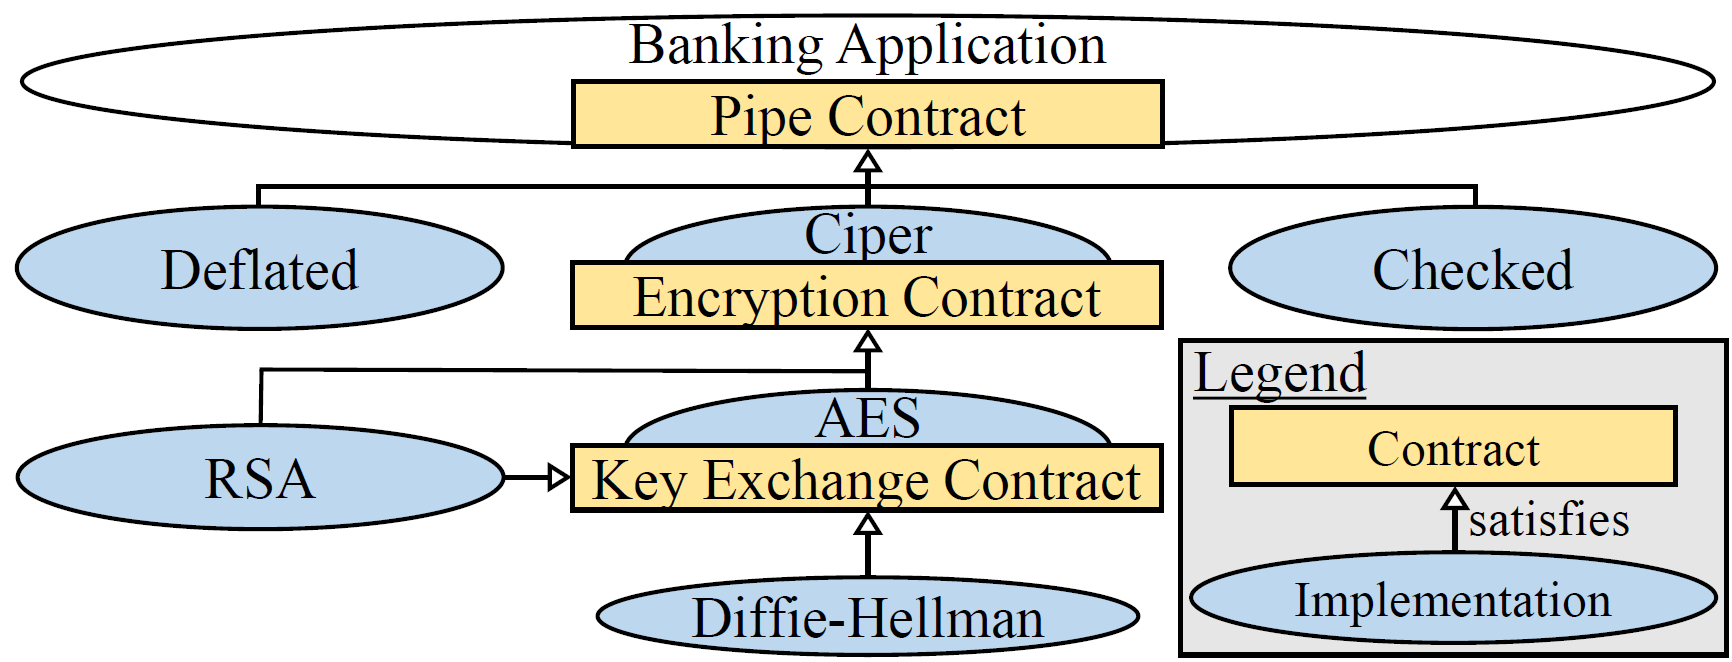 Banking Application
Pipe Contract
Deflated
Ciper
Encryption Contract
Checked
RSA
AES
Key Exchange Contract
Diffie-Hellman
Legend
Contract
satisfies
Implementation